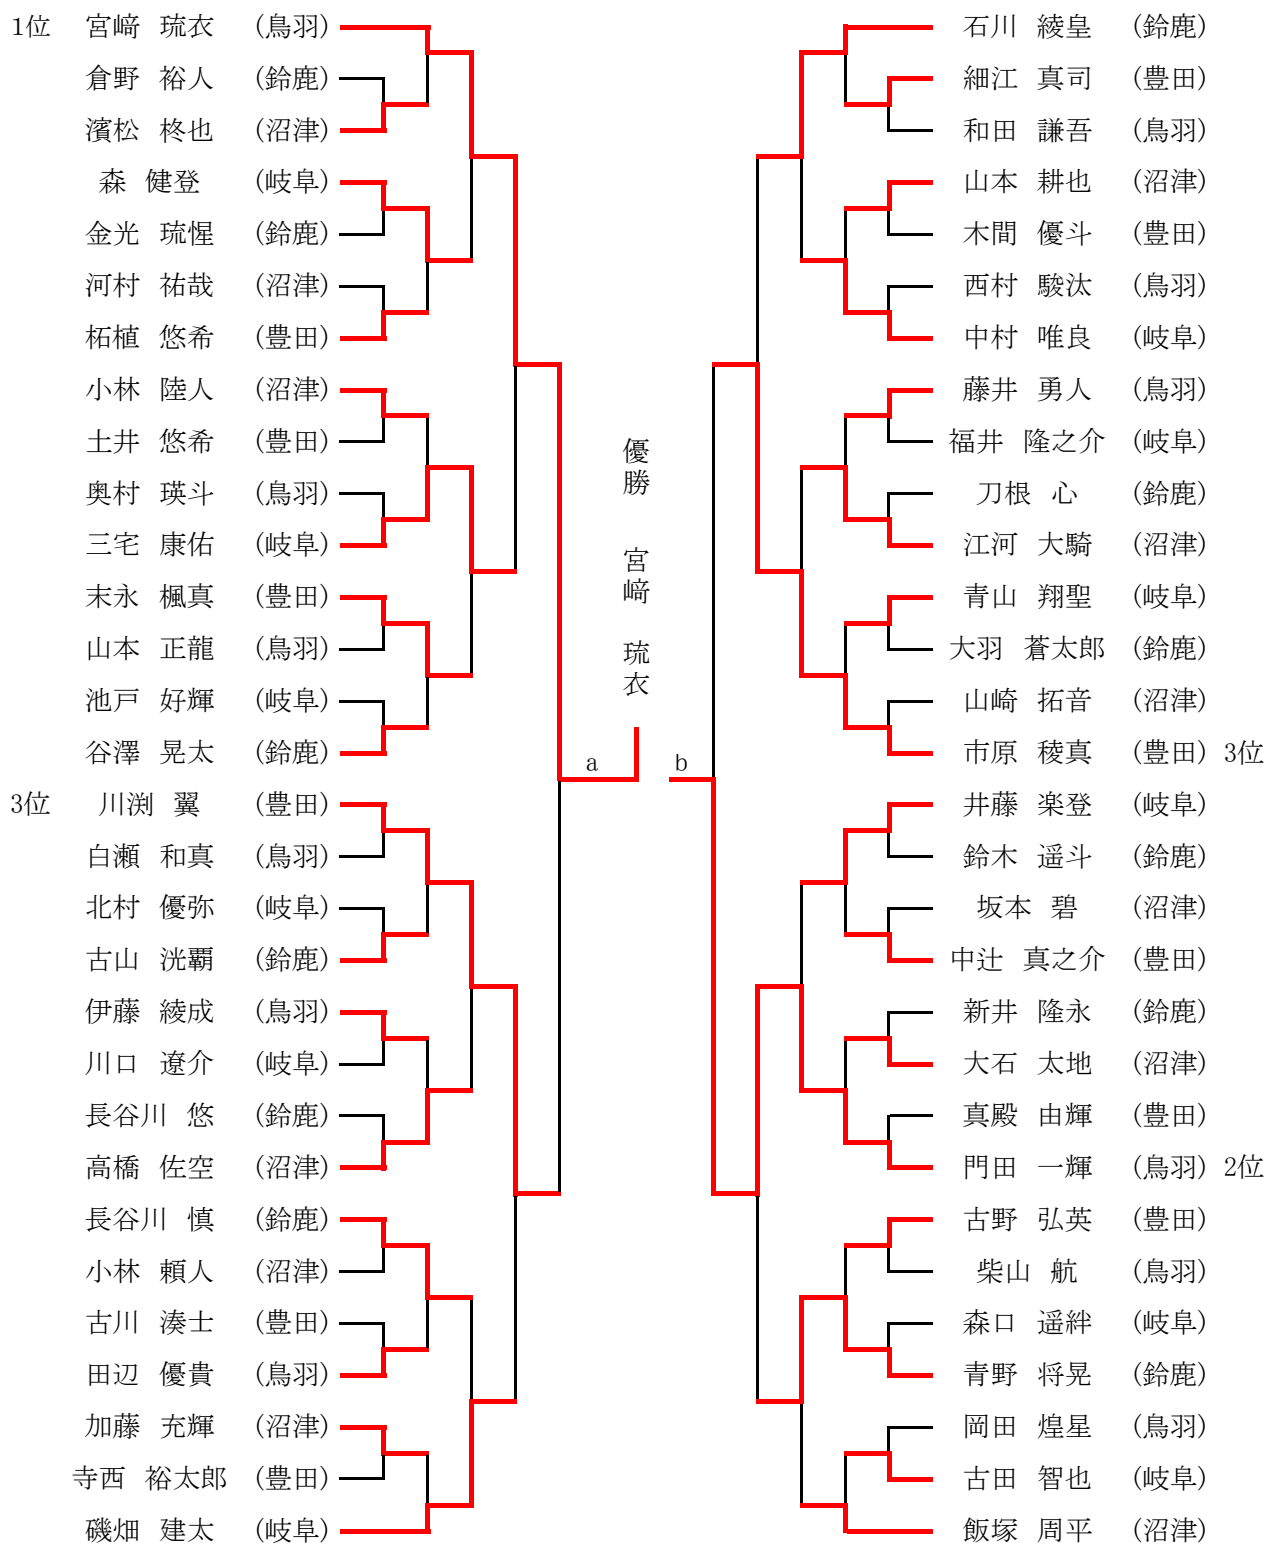 1位 宮﨑 琉衣 (鳥羽)
倉野 裕人 (鈴鹿)
濱松 柊也 (沼津)
森 健登 (岐阜)
金光 琉惺 (鈴鹿)
河村 祐哉 (沼津)
柘植 悠希 (豊田)
小林 陸人 (沼津)
土井 悠希 (豊田)
奥村 瑛斗 (鳥羽)
三宅 康佑 (岐阜)
末永 楓真 (豊田)
山本 正龍 (鳥羽)
池戸 好輝 (岐阜)
谷澤 晃太 (鈴鹿)
3位 川渕 翼 (豊田)
白瀬 和真 (鳥羽)
北村 優弥 (岐阜)
古山 洸覇 (鈴鹿)
伊藤 綾成 (鳥羽)
川口 遼介 (岐阜)
長谷川 悠 (鈴鹿)
高橋 佐空 (沼津)
長谷川 慎 (鈴鹿)
小林 頼人 (沼津)
古川 湊士 (豊田)
田辺 優貴 (鳥羽)
加藤 充輝 (沼津)
寺西 裕太郎 (豊田)
磯畑 建太 (岐阜)
優勝 宮﨑 琉衣
a
b
石川 綾皇 (鈴鹿)
細江 真司 (豊田)
和田 謙吾 (鳥羽)
山本 耕也 (沼津)
木間 優斗 (豊田)
西村 駿汰 (鳥羽)
中村 唯良 (岐阜)
藤井 勇人 (鳥羽)
福井 隆之介 (岐阜)
刀根 心 (鈴鹿)
江河 大騎 (沼津)
青山 翔聖 (岐阜)
大羽 蒼太郎 (鈴鹿)
山崎 拓音 (沼津)
市原 稜真 (豊田) 3位
井藤 楽登 (岐阜)
鈴木 遥斗 (鈴鹿)
坂本 碧 (沼津)
中辻 真之介 (豊田)
新井 隆永 (鈴鹿)
大石 太地 (沼津)
真殿 由輝 (豊田)
門田 一輝 (鳥羽) 2位
古野 弘英 (豊田)
柴山 航 (鳥羽)
森口 遥絆 (岐阜)
青野 将晃 (鈴鹿)
岡田 煌星 (鳥羽)
古田 智也 (岐阜)
飯塚 周平 (沼津)